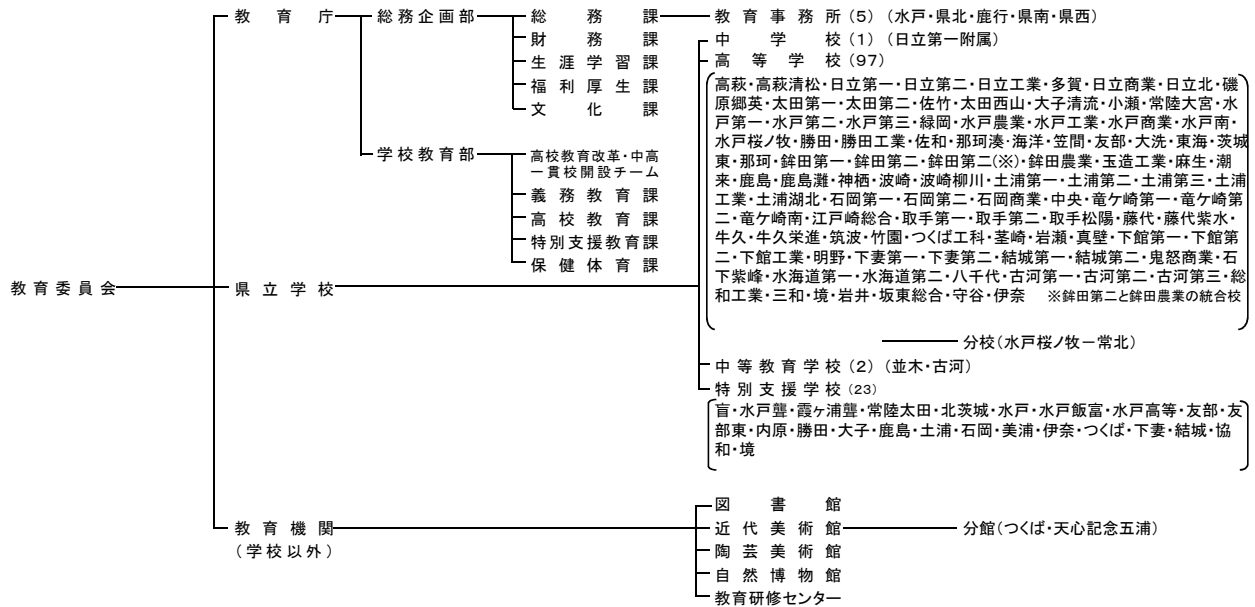 教育庁 総務企画部 総務課 教育事務所(5) (水戸・県北・鹿行・県南・県西)
財務課 中学校(1) (日立第一附属)
生涯学習課 高等学校(97)
福利厚生課
文化課
高萩・高萩清松・日立第一・日立第二・日立工業・多賀・日立商業・日立北・磯
原郷英・太田第一・太田第二・佐竹・太田西山・大子清流・小瀬・常陸大宮・水
戸第一・水戸第二・水戸第三・緑岡・水戸農業・水戸工業・水戸商業・水戸南・
水戸桜ノ牧・勝田・勝田工業・佐和・那珂湊・海洋・笠間・友部・大洗・東海・茨城
東・那珂・鉾田第一・鉾田第二・鉾田第二(※)・鉾田農業・玉造工業・麻生・潮
来・鹿島・鹿島灘・神栖・波崎・波崎柳川・土浦第一・土浦第二・土浦第三・土浦
工業・土浦湖北・石岡第一・石岡第二・石岡商業・中央・竜ケ崎第一・竜ケ崎第
二・竜ケ崎南・江戸崎総合・取手第一・取手第二・取手松陽・藤代・藤代紫水・
牛久・牛久栄進・筑波・竹園・つくば工科・茎崎・岩瀬・真壁・下館第一・下館第
二・下館工業・明野・下妻第一・下妻第二・結城第一・結城第二・鬼怒商業・石
下紫峰・水海道第一・水海道第二・八千代・古河第一・古河第二・古河第三・総
和工業・三和・境・岩井・坂東総合・守谷・伊奈 ※鉾田第二と鉾田農業の統合校
学校教育部 高校教育改革・中高
一貫校開設チーム
義務教育課
高校教育課
特別支援教育課
保健体育課
教育委員会 県立学校
分校(水戸桜ノ牧ー常北)
中等教育学校(2) (並木・古河)
特別支援学校(23)
盲・水戸聾・霞ヶ浦聾・常陸太田・北茨城・水戸・水戸飯富・水戸高等・友部・友
部東・内原・勝田・大子・鹿島・土浦・石岡・美浦・伊奈・つくば・下妻・結城・協
和・境
図書館
教育機関 近代美術館 分館(つくば・天心記念五浦)
(学校以外) 陶芸美術館
自然博物館
教育研修センター